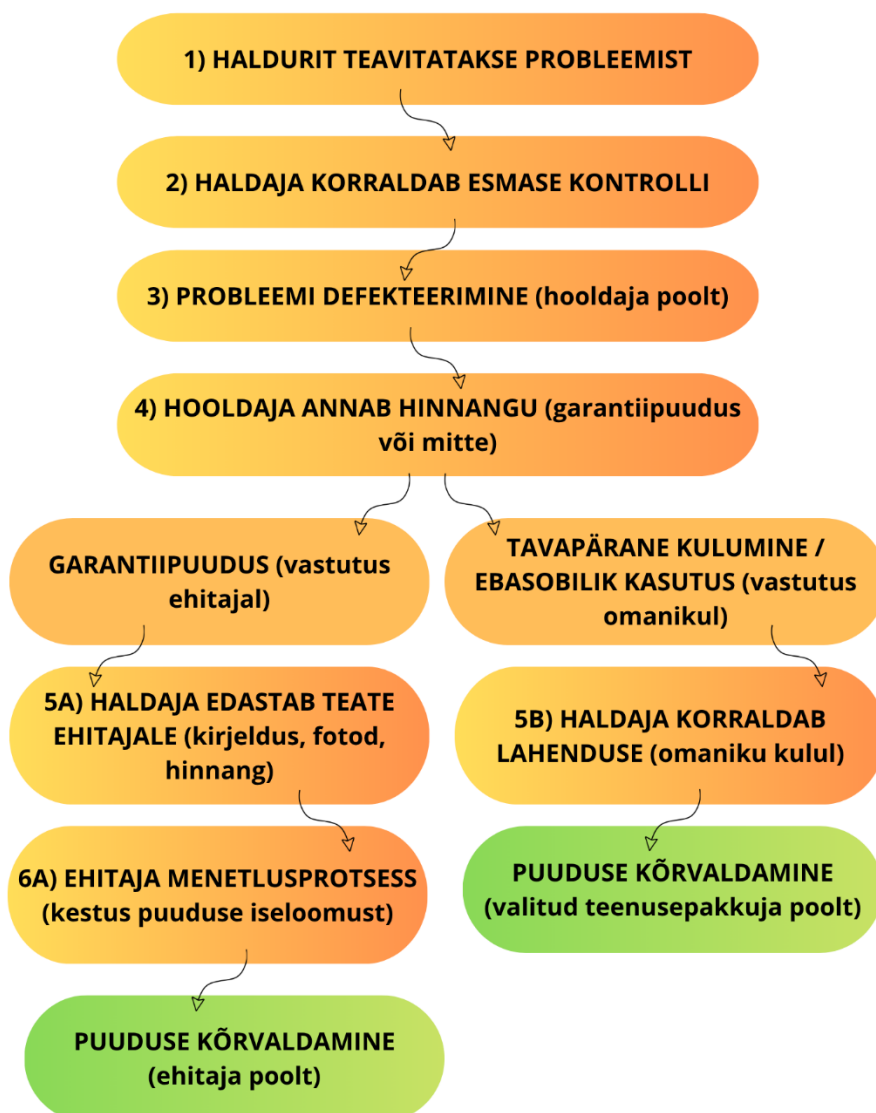 1) HALDURIT TEAVITATAKSE PROBLEEMIST
2) HALDAJA KORRALDAB ESMASE KONTROLLI
3) PROBLEEMI DEFEKTEERIMINE (hooldaja poolt)
4) HOOLDAJA ANNAB HINNANGU (garantiipuudus
või mitte)
GARANTIIPUUDUS (vastutus
ehitajal)
TAVAPÄRANE KULUMINE /
EBASOBILIK KASUTUS (vastutus
omanikul)
5A) HALDAJA EDASTAB TEATE
EHITAJALE (kirjeldus, fotod,
hinnang)
5B) HALDAJA KORRALDAB
LAHENDUSE (omaniku kulul)
6A) EHITAJA MENETLUSPROTSESS
(kestus puuduse iseloomust)
PUUDUSE KÕRVALDAMINE
(valitud teenusepakkuja poolt)
PUUDUSE KÕRVALDAMINE
(ehitaja poolt)